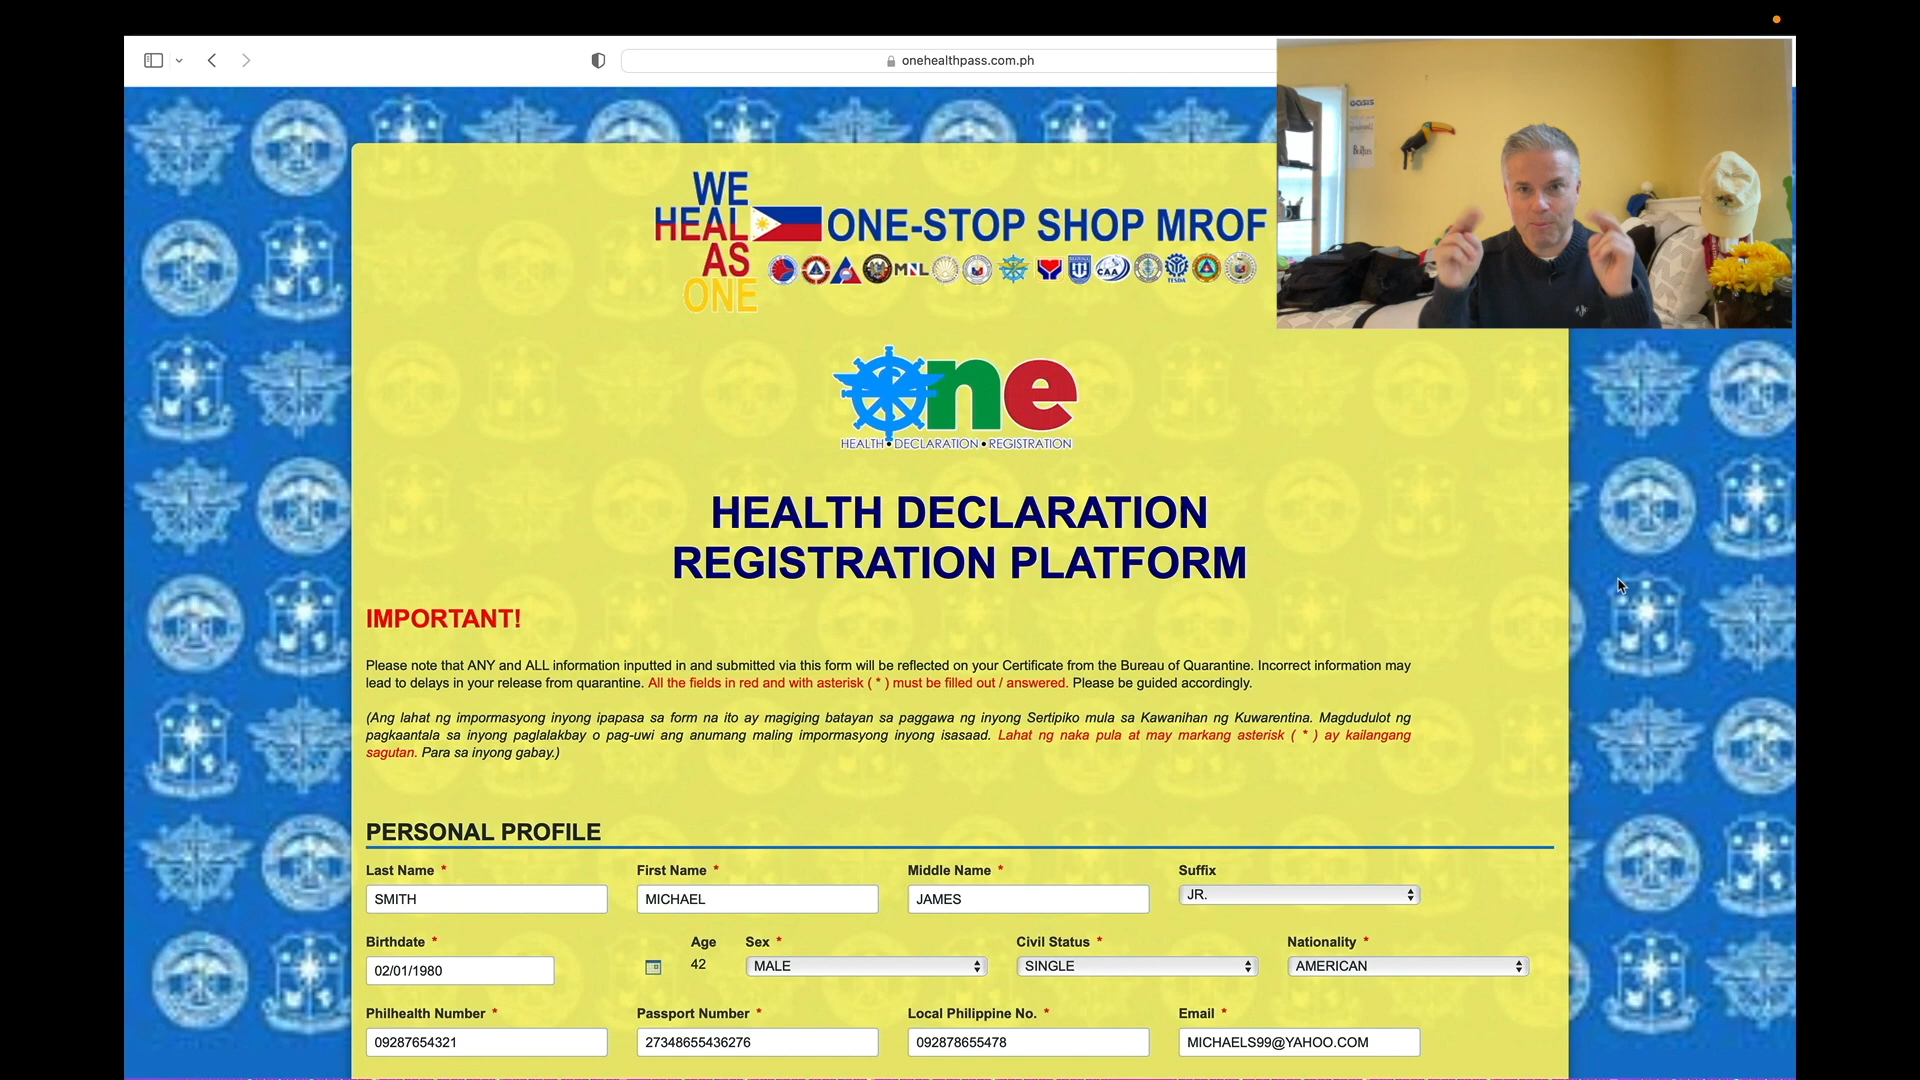 onehealthpass.com.ph
OASIS
WE
HEAL
AS
ONE
ONE-STOP SHOP MROF
MNL
CAA
TESDA
one
HEALTH • DECLARATION • REGISTRATION
HEALTH DECLARATION
REGISTRATION PLATFORM
IMPORTANT!
Please note that ANY and ALL information inputted in and submitted via this form will be reflected on your Certificate from the Bureau of Quarantine. Incorrect information may
lead to delays in your release from quarantine. All the fields in red and with asterisk ( * ) must be filled out / answered. Please be guided accordingly.
(Ang lahat ng impormasyong inyong ipapasa sa form na ito ay magiging batayan sa paggawa ng inyong Sertipiko mula sa Kawanihan ng Kuwarentina. Magdudulot ng
pagkaantala sa inyong paglalakbay o pag-uwi ang anumang maling impormasyong inyong isasaad. Lahat ng naka pula at may markang asterisk ( * ) ay kailangang
sagutan. Para sa inyong gabay.)
PERSONAL PROFILE
Last Name * First Name * Middle Name * Suffix
SMITH MICHAEL JAMES JR.
Birthdate * Age Sex * Civil Status * Nationality *
02/01/1980 42 MALE SINGLE AMERICAN
Philhealth Number * Passport Number * Local Philippine No. * Email *
09287654321 27348655436276 092878655478 MICHAELS99@YAHOO.COM